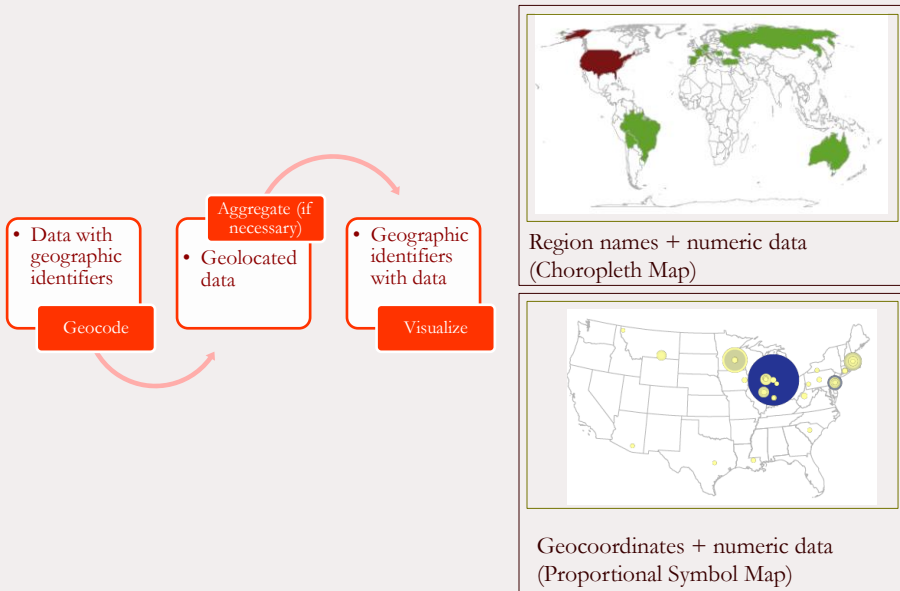 • Data with
geographic
identifiers
Geocode
Aggregate (if
necessary)
• Geolocated
data
• Geographic
identifiers
with data
Visualize
Region names + numeric data
(Choropleth Map)
Geocoordinates + numeric data
(Proportional Symbol Map)